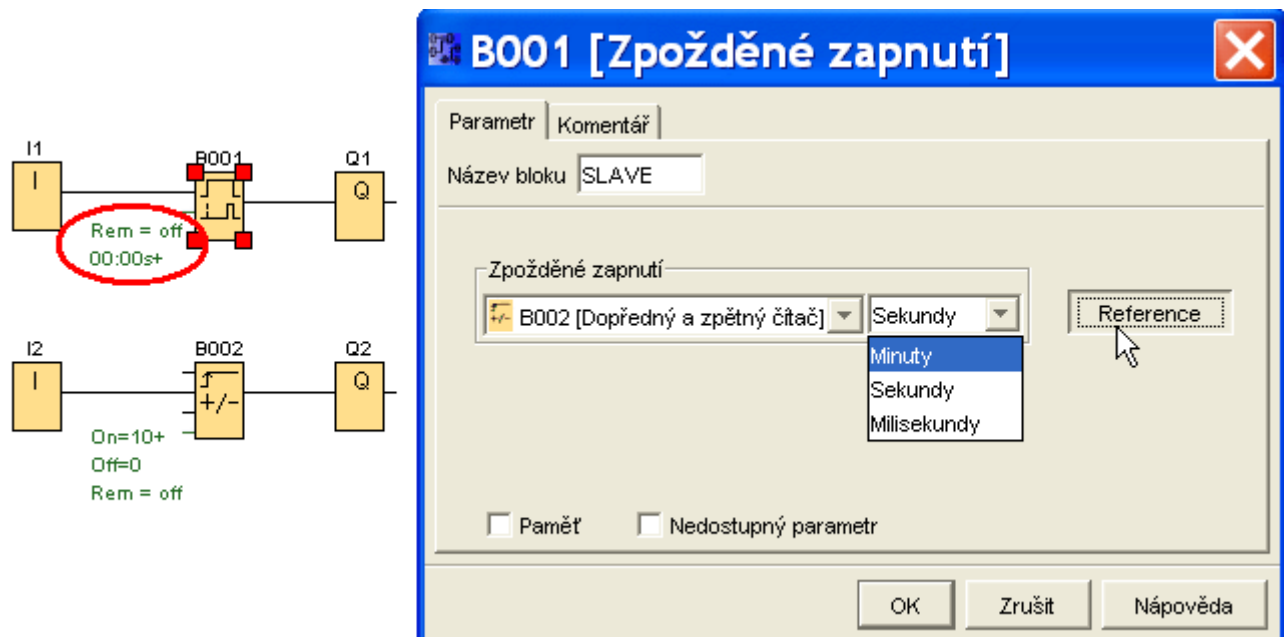 I1
I
B001
Q1
Q
Rem = off
00:00s+
I2
I
B002
+/-
Q2
Q
On=10+
Off=0
Rem = off
B001 [Zpožděné zapnutí]
Parametr
Komentář
Název bloku
SLAVE
Zpožděné zapnutí
+/- B002 [Dopředný a zpětný čítač]
Sekundy
Reference
Minuty
Sekundy
Milisekundy
Paměť
Nedostupný parametr
OK
Zrušit
Nápověda